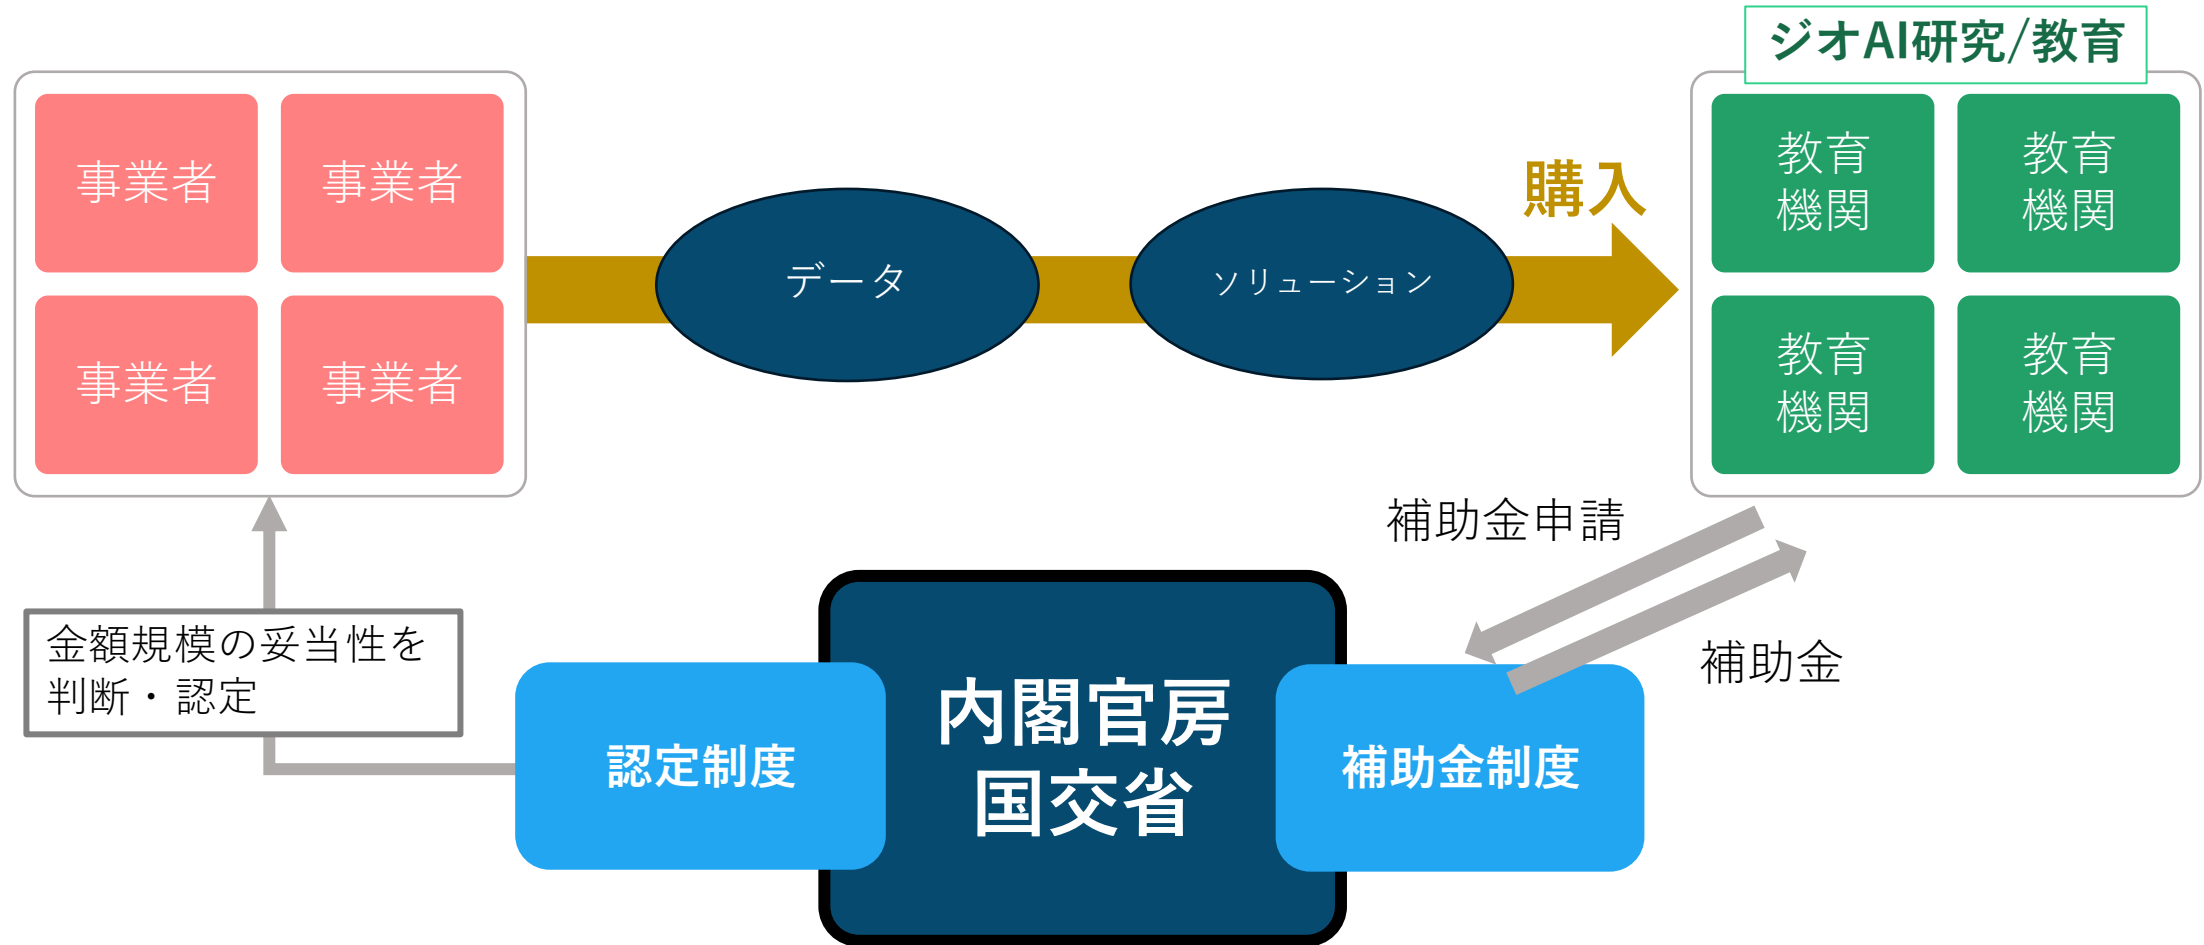 ジオAI研究/教育
事業者
事業者
事業者
事業者
データ
ソリューション
購入
教育
機関
教育
機関
教育
機関
教育
機関
補助金申請
補助金
金額規模の妥当性を
判断・認定
認定制度
内閣官房
国交省
補助金制度